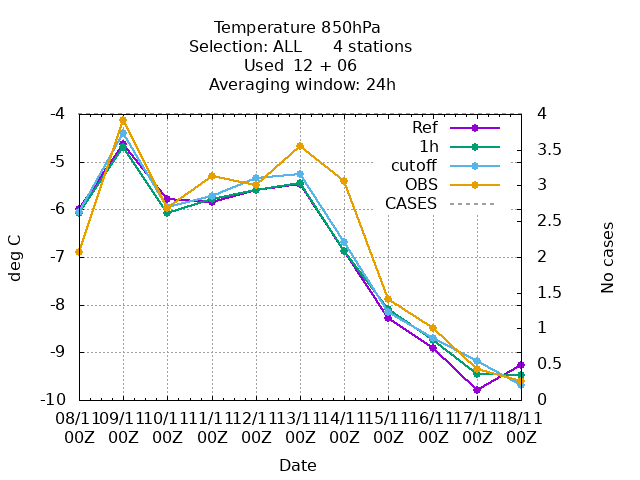 Temperature 850hPa
Selection: ALL 4 stations
Used 12 + 06
Averaging window: 24h
-4 4
Ref
1h 3.5
cutoff
-5 3
OBS
CASES
-6 2.5
-7 2
deg C
No cases
-8 1.5
1
-9 0.5
-10 0
08/11 09/11 10/11 11/11 12/11 13/11 14/11 15/11 16/11 17/11 18/11
00Z 00Z 00Z 00Z 00Z 00Z 00Z 00Z 00Z 00Z 00Z
Date